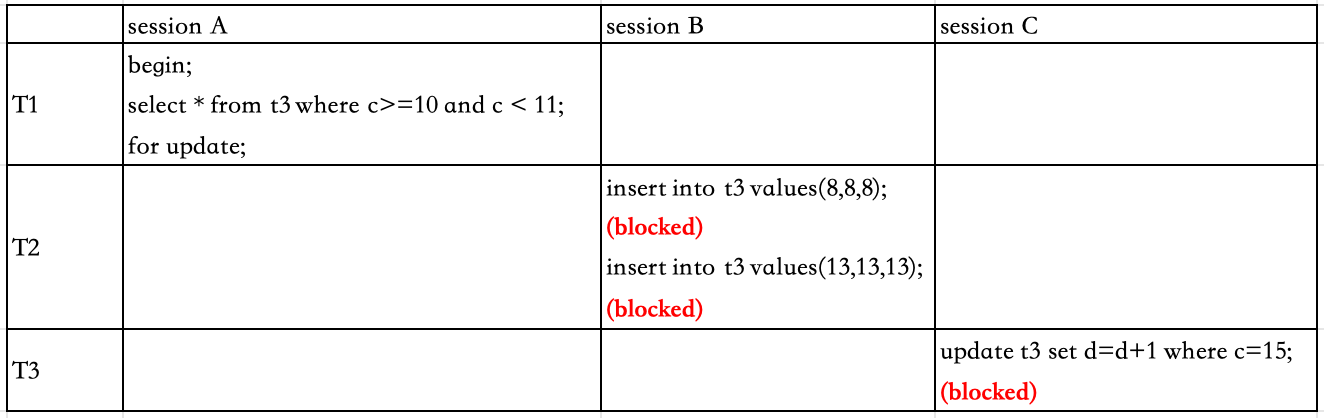 session A
session B
session C
T1
begin;
select * from t3 where c>=10 and c < 11;
for update;
T2
insert into t3 values(8,8,8);
(blocked)
insert into t3 values(13,13,13);
(blocked)
T3
update t3 set d=d+1 where c=15;
(blocked)